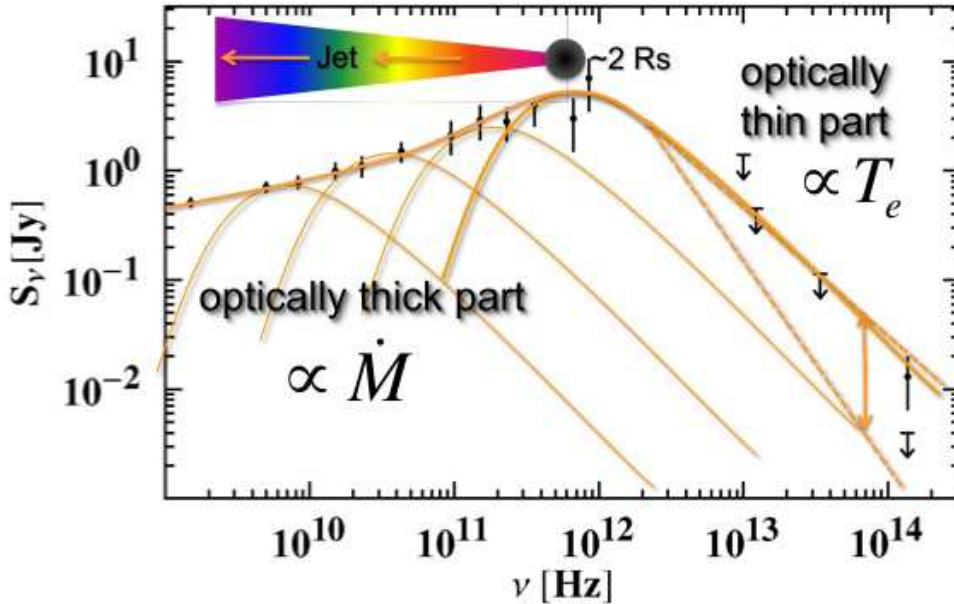 10¹
10⁰
10⁻¹
10⁻²
S_ν [Jy]
Jet
~2 Rs
optically
thin part
∝ T_e
optically thick part
∝ Ṁ
10¹⁰
10¹¹
10¹²
10¹³
10¹⁴
ν [Hz]